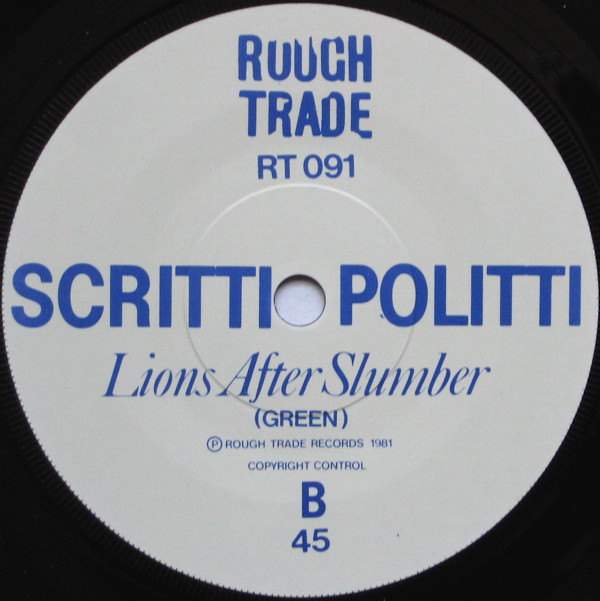 ROUGH
TRADE
RT 091
SCRITTI POLITTI
Lions After Slumber
(GREEN)
Ⓟ ROUGH TRADE RECORDS 1981
COPYRIGHT CONTROL
B
45